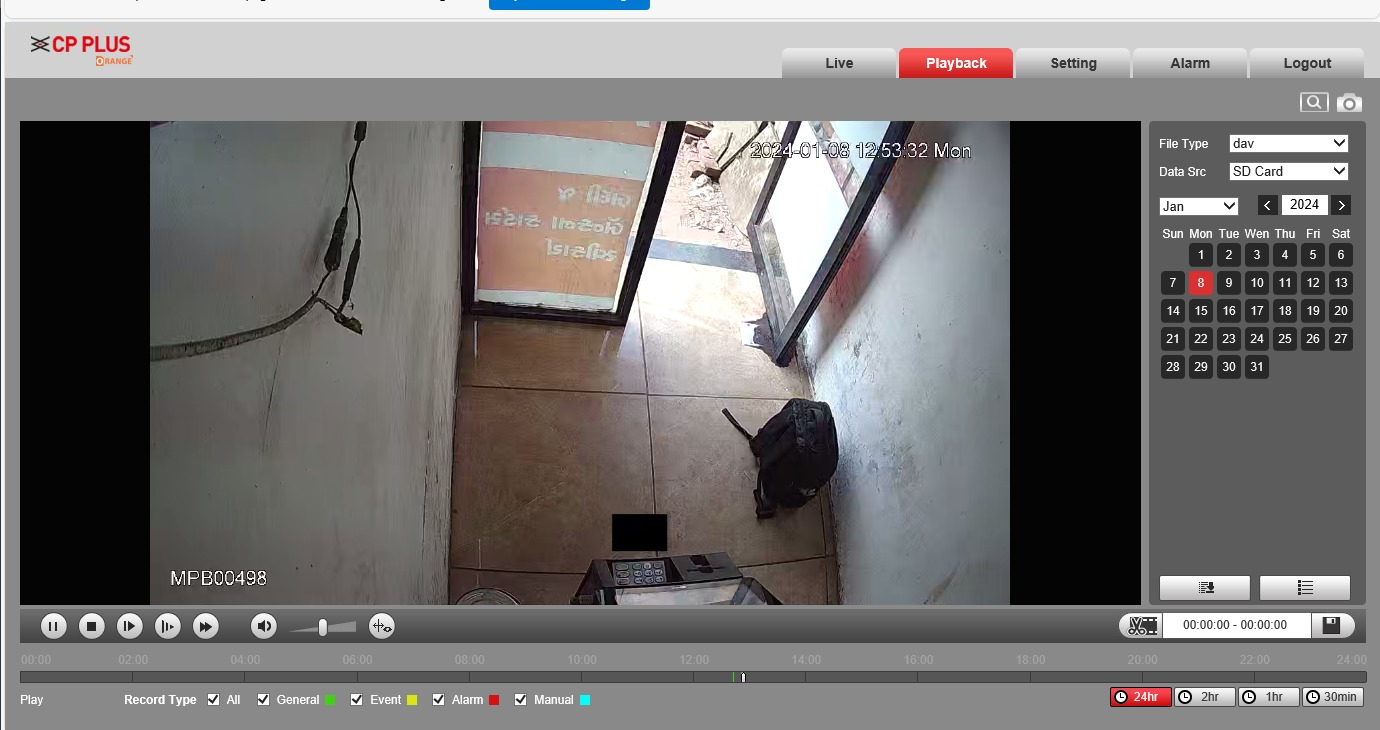 CP PLUS
ORANGE
Live Playback Setting Alarm Logout
2024-01-08 12:53:32 Mon
MPB00498
File Type dav
Data Src SD Card
Jan 2024
Sun Mon Tue Wen Thu Fri Sat
1 2 3 4 5 6
7 8 9 10 11 12 13
14 15 16 17 18 19 20
21 22 23 24 25 26 27
28 29 30 31
00:00:00 - 00:00:00
00:00 02:00 04:00 06:00 08:00 10:00 12:00 14:00 16:00 18:00 20:00 22:00 24:00
Play Record Type All General Event Alarm Manual 24hr 2hr 1hr 30min